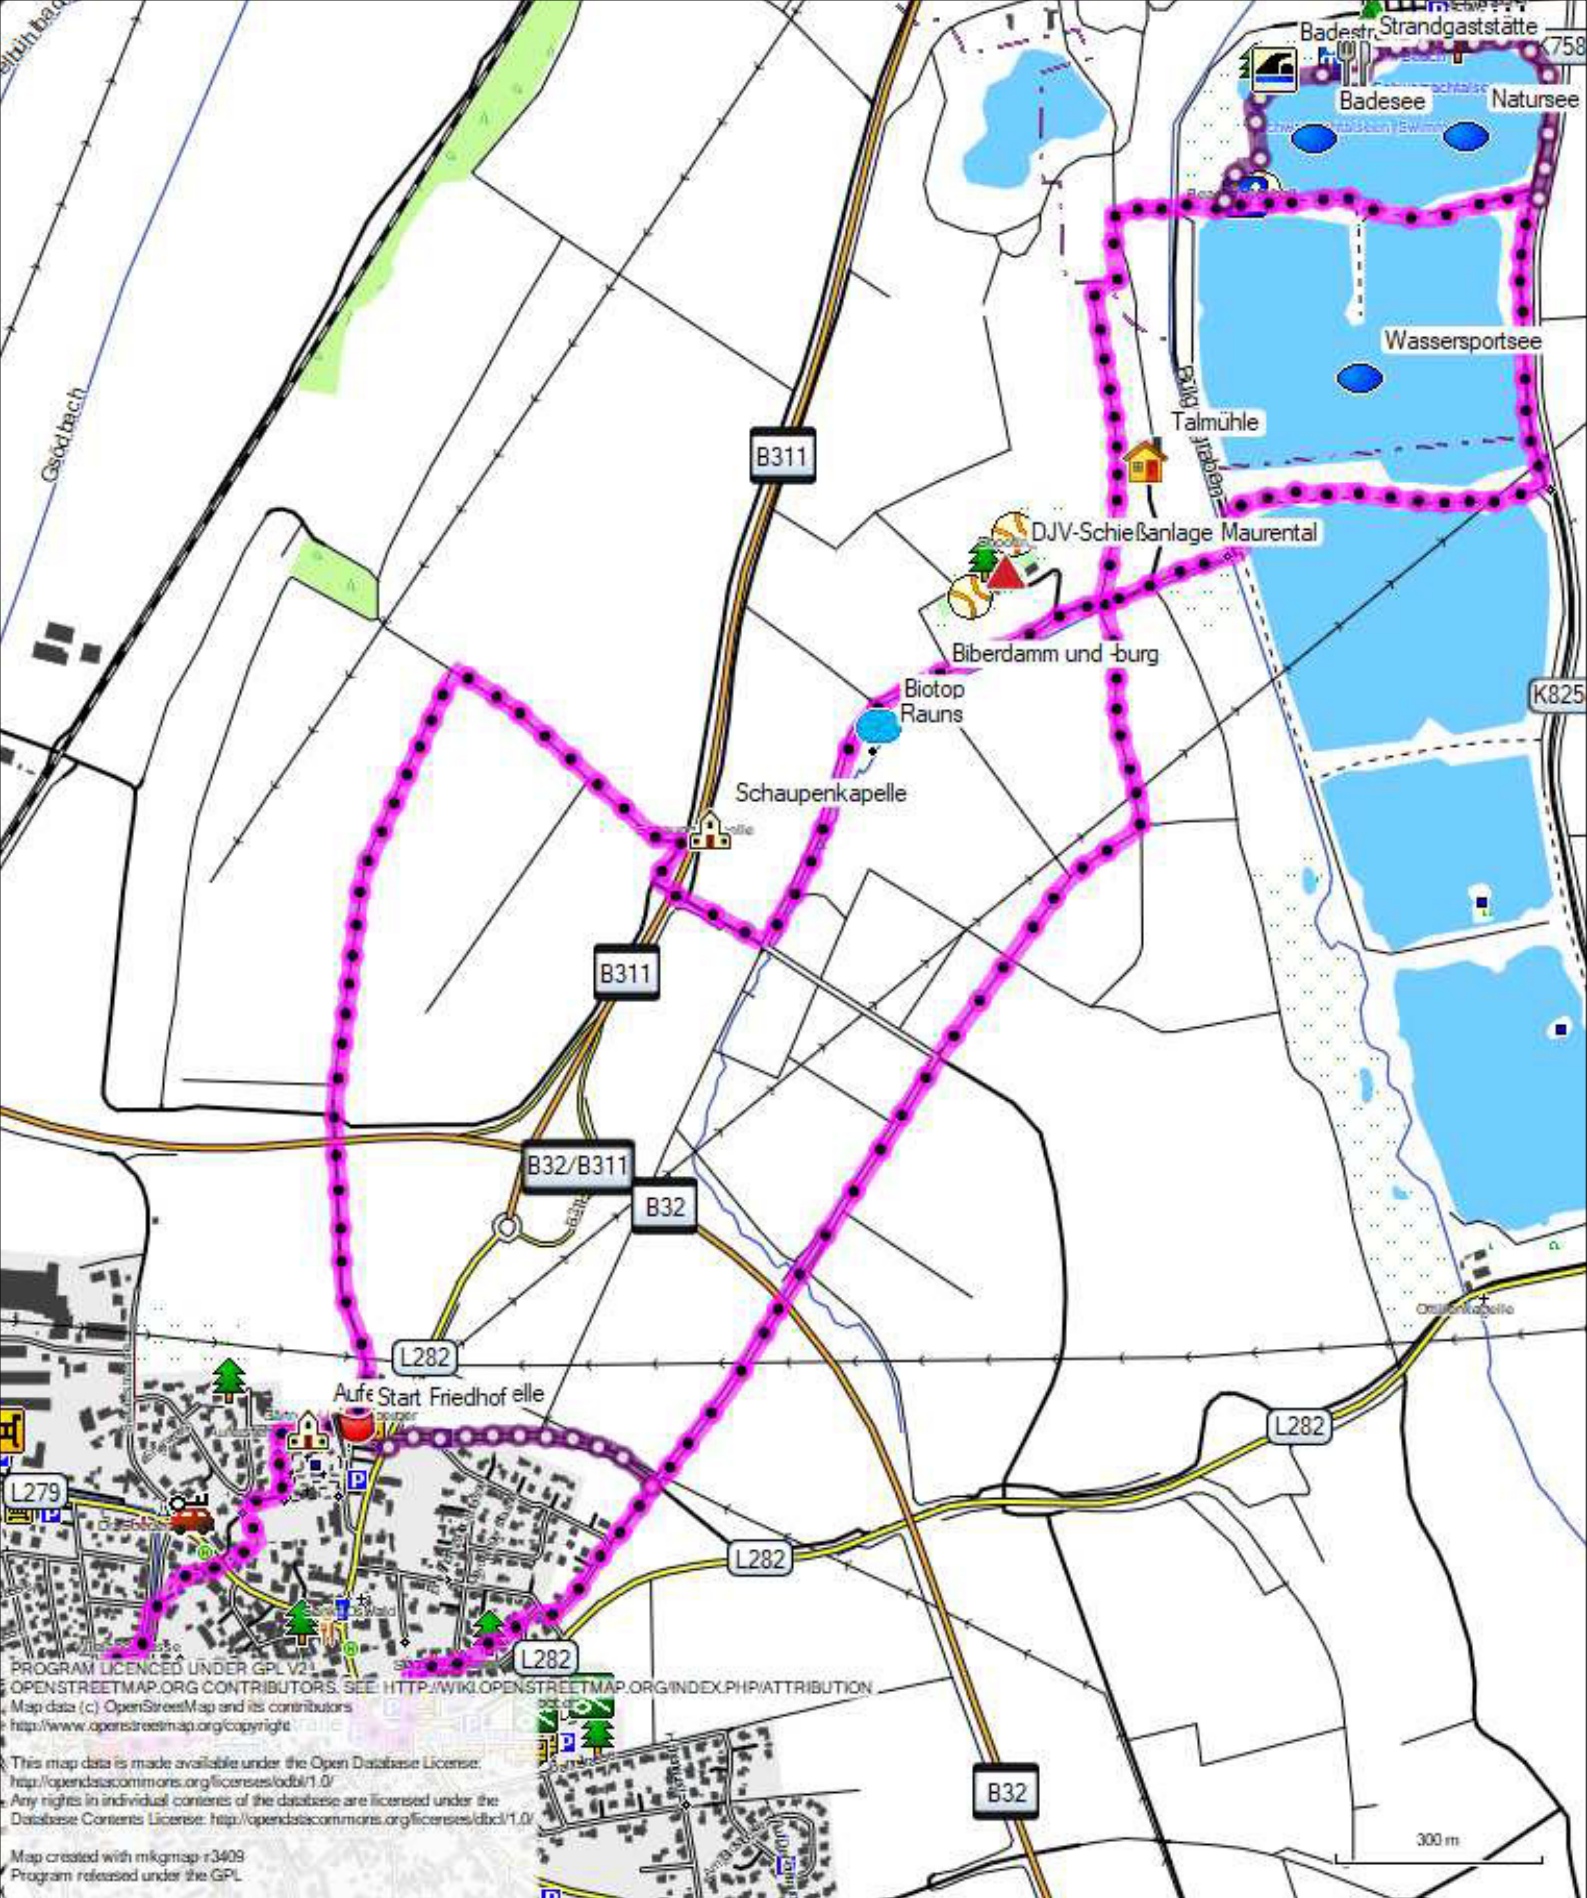 Strandgaststätte
K758
Badesee
Natursee
Wassersportsee
Gsödbach
Talmühle
B311
DJV-Schießanlage Maurental
Biberdamm und -burg
Biotop
Rauns
K825
Schaupenkapelle
B311
B32/B311
B32
L282
Ottilienkapelle
Start Friedhof
elle
L282
L279
L282
L282
PROGRAM LICENCED UNDER GPL V2
OPENSTREETMAP.ORG CONTRIBUTORS. SEE: HTTP://WIKI.OPENSTREETMAP.ORG/INDEX.PHP/ATTRIBUTION
Map data (c) OpenStreetMap and its contributors
http://www.openstreetmap.org/copyright
This map data is made available under the Open Database License:
http://opendatacommons.org/licenses/odbl/1.0/
Any rights in individual contents of the database are licensed under the
Database Contents License: http://opendatacommons.org/licenses/dbcl/1.0/
B32
300 m
Map created with mkgmap-r3409
Program released under the GPL